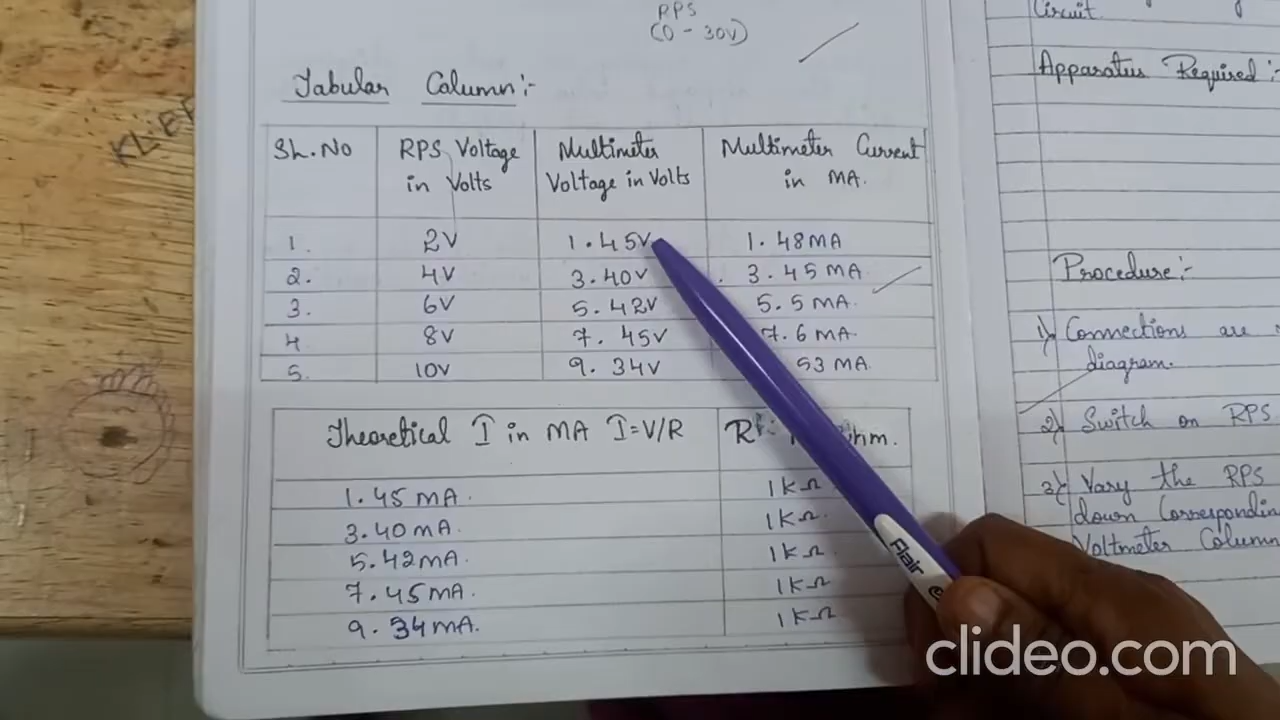 RPS
(0 - 30V)
Tabular Column:-
Sh.No RPS Voltage in Volts Multimeter Voltage in Volts Multimeter Current in MA.
1. 2V 1.45V 1.48MA
2. 4V 3.40V 3.45MA
3. 6V 5.42V 5.5MA.
4 8V 7.45V 7.6MA.
5. 10V 9.34V 53MA.
Theoretical I in MA I=V/R R ohm.
1.45MA. 1KΩ
3.40MA. 1KΩ
5.42MA. 1KΩ
7.45MA. 1KΩ
9.34MA. 1KΩ
Circuit.
Apparatus Required:-
Procedure:-
1) Connections are
diagram.
2) Switch on RPS
3) Vary the RPS
down Correspondin
Voltmeter Column
Flair
clideo.com